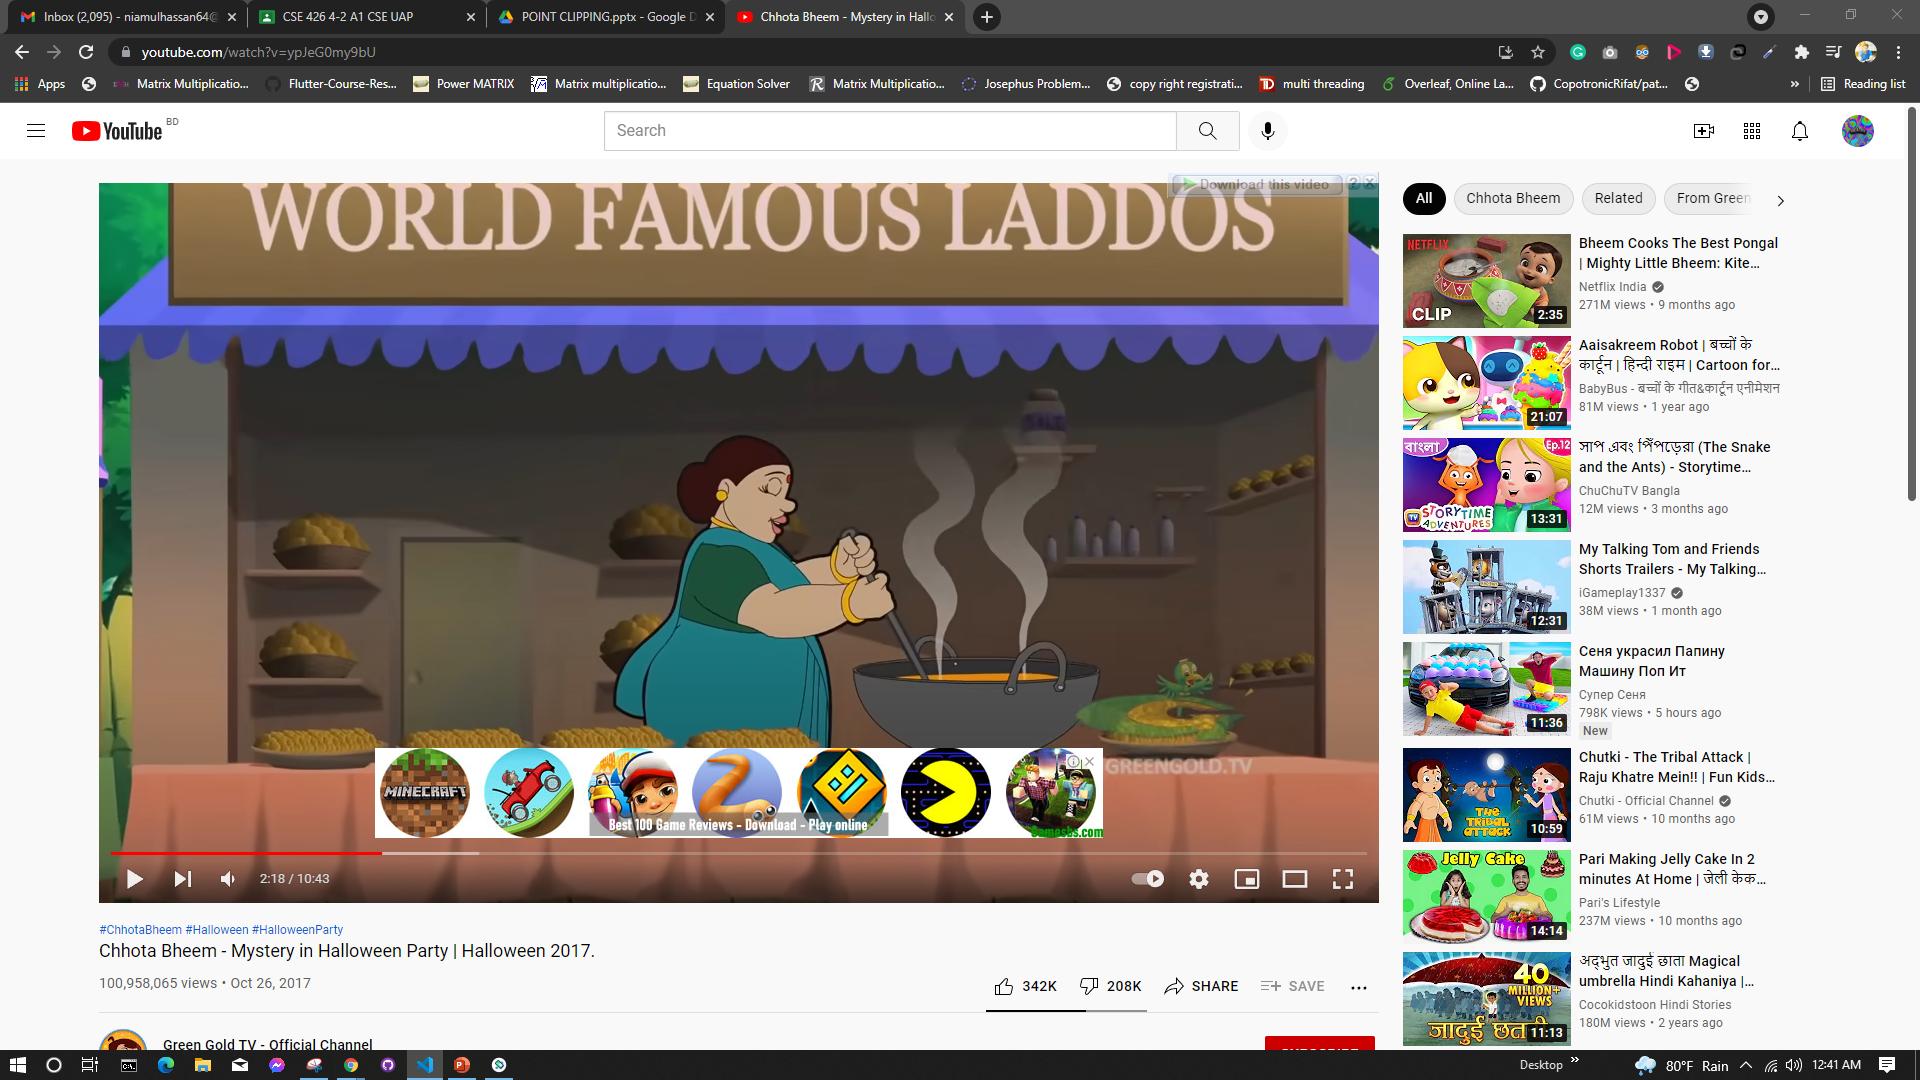 Inbox (2,095) - niamulhassan64@
CSE 426 4-2 A1 CSE UAP
POINT CLIPPING.pptx - Google D
Chhota Bheem - Mystery in Hallo
youtube.com/watch?v=ypJeG0my9bU
Apps
Matrix Multiplicatio...
Flutter-Course-Res...
Power MATRIX
Matrix multiplicatio...
Equation Solver
Matrix Multiplicatio...
Josephus Problem...
copy right registrati...
multi threading
Overleaf, Online La...
CopotronicRifat/pat...
»
Reading list
YouTube BD
Search
Download this video ? X
WORLD FAMOUS LADDOS
GREENGOLD.TV
MINECRAFT
Best 100 Game Reviews - Download - Play online
Gamesbs.com
2:18 / 10:43
#ChhotaBheem #Halloween #HalloweenParty
Chhota Bheem - Mystery in Halloween Party | Halloween 2017.
100,958,065 views • Oct 26, 2017
342K
208K
SHARE
SAVE
Green Gold TV - Official Channel
All
Chhota Bheem
Related
From Green
NETFLIX
CLIP
2:35
Bheem Cooks The Best Pongal
| Mighty Little Bheem: Kite...
Netflix India
271M views • 9 months ago
21:07
Aaisakreem Robot | बच्चों के
कार्टून | हिन्दी राइम | Cartoon for...
BabyBus - बच्चों के गीत&कार्टून एनीमेशन
81M views • 1 year ago
বাংলা
Ep.12
STORYTIME
ADVENTURES
13:31
সাপ এবং পিঁপড়েরা (The Snake
and the Ants) - Storytime...
ChuChuTV Bangla
12M views • 3 months ago
12:31
My Talking Tom and Friends
Shorts Trailers - My Talking...
iGameplay1337
38M views • 1 month ago
11:36
Сеня украсил Папину
Машину Поп Ит
Супер Сеня
798K views • 5 hours ago
New
THE
TRIBAL
ATTACK
10:59
Chutki - The Tribal Attack |
Raju Khatre Mein!! | Fun Kids...
Chutki - Official Channel
61M views • 10 months ago
Jelly Cake
14:14
Pari Making Jelly Cake In 2
minutes At Home | जेली केक...
Pari's Lifestyle
237M views • 10 months ago
40
MILLION+
VIEWS
11:13
अद्भुत जादुई छाता Magical
umbrella Hindi Kahaniya |...
Cocokidstoon Hindi Stories
180M views • 2 years ago
Desktop »
80°F Rain
12:41 AM